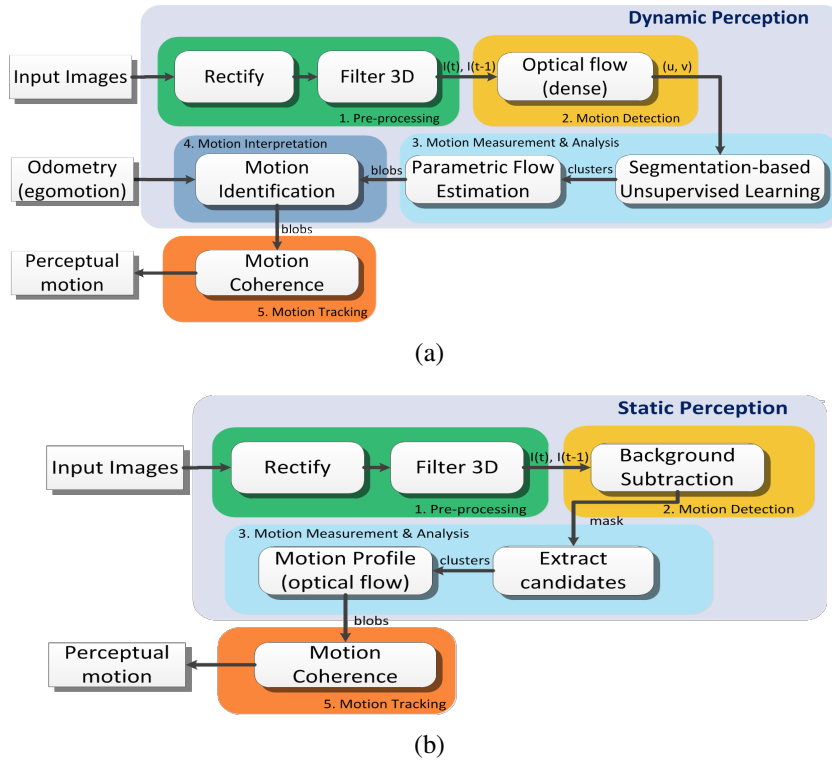 Dynamic Perception
Input Images
Rectify
Filter 3D
I(t), I(t-1)
Optical flow
(dense)
(u, v)
1. Pre-processing
2. Motion Detection
4. Motion Interpretation
3. Motion Measurement & Analysis
Odometry
(egomotion)
Motion
Identification
blobs
Parametric Flow
Estimation
clusters
Segmentation-based
Unsupervised Learning
blobs
Perceptual
motion
Motion
Coherence
5. Motion Tracking
(a)
Static Perception
Input Images
Rectify
Filter 3D
I(t), I(t-1)
Background
Subtraction
1. Pre-processing
2. Motion Detection
mask
3. Motion Measurement & Analysis
Motion Profile
(optical flow)
clusters
Extract
candidates
blobs
Perceptual
motion
Motion
Coherence
5. Motion Tracking
(b)